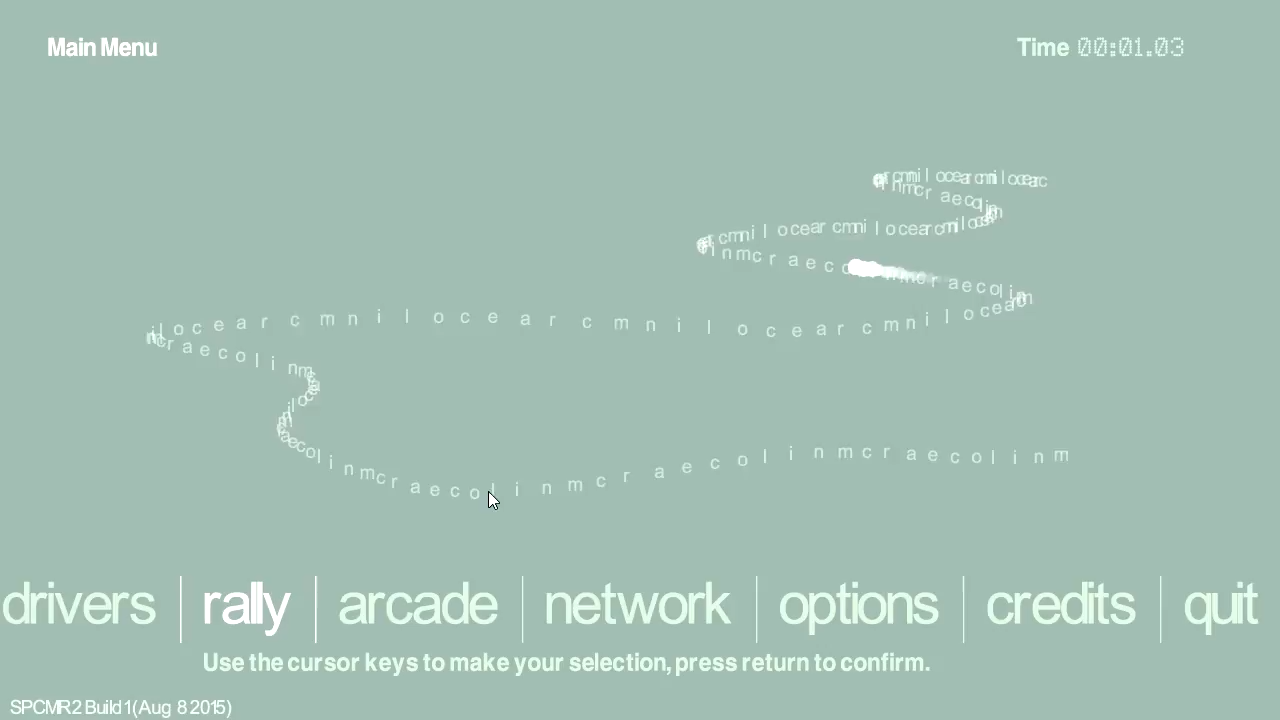 Main Menu
Time 00:01.03
drivers rally arcade network options credits quit
Use the cursor keys to make your selection, press return to confirm.
SPCMR2 Build 1 (Aug 8 2015)